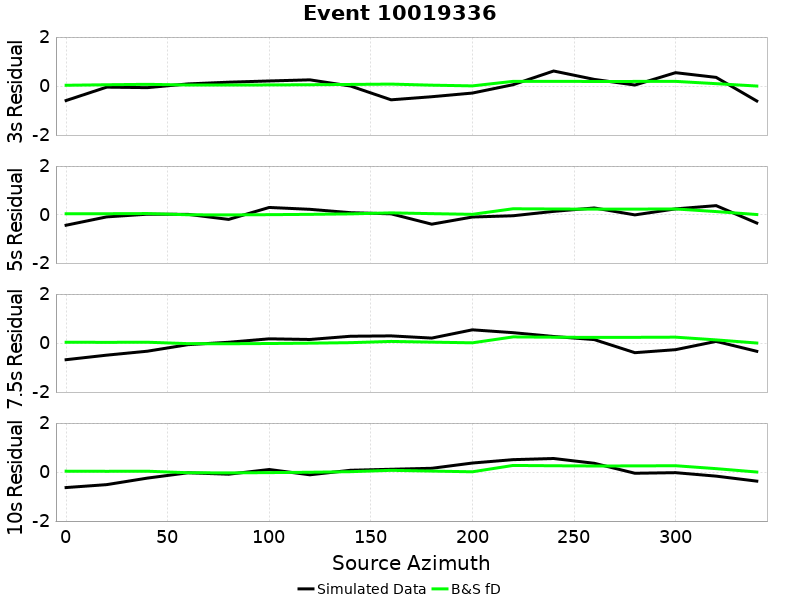 Event 10019336
3s Residual
2
0
-2
5s Residual
2
0
-2
7.5s Residual
2
0
-2
10s Residual
2
0
-2
0 50 100 150 200 250 300
Source Azimuth
Simulated Data B&S fD